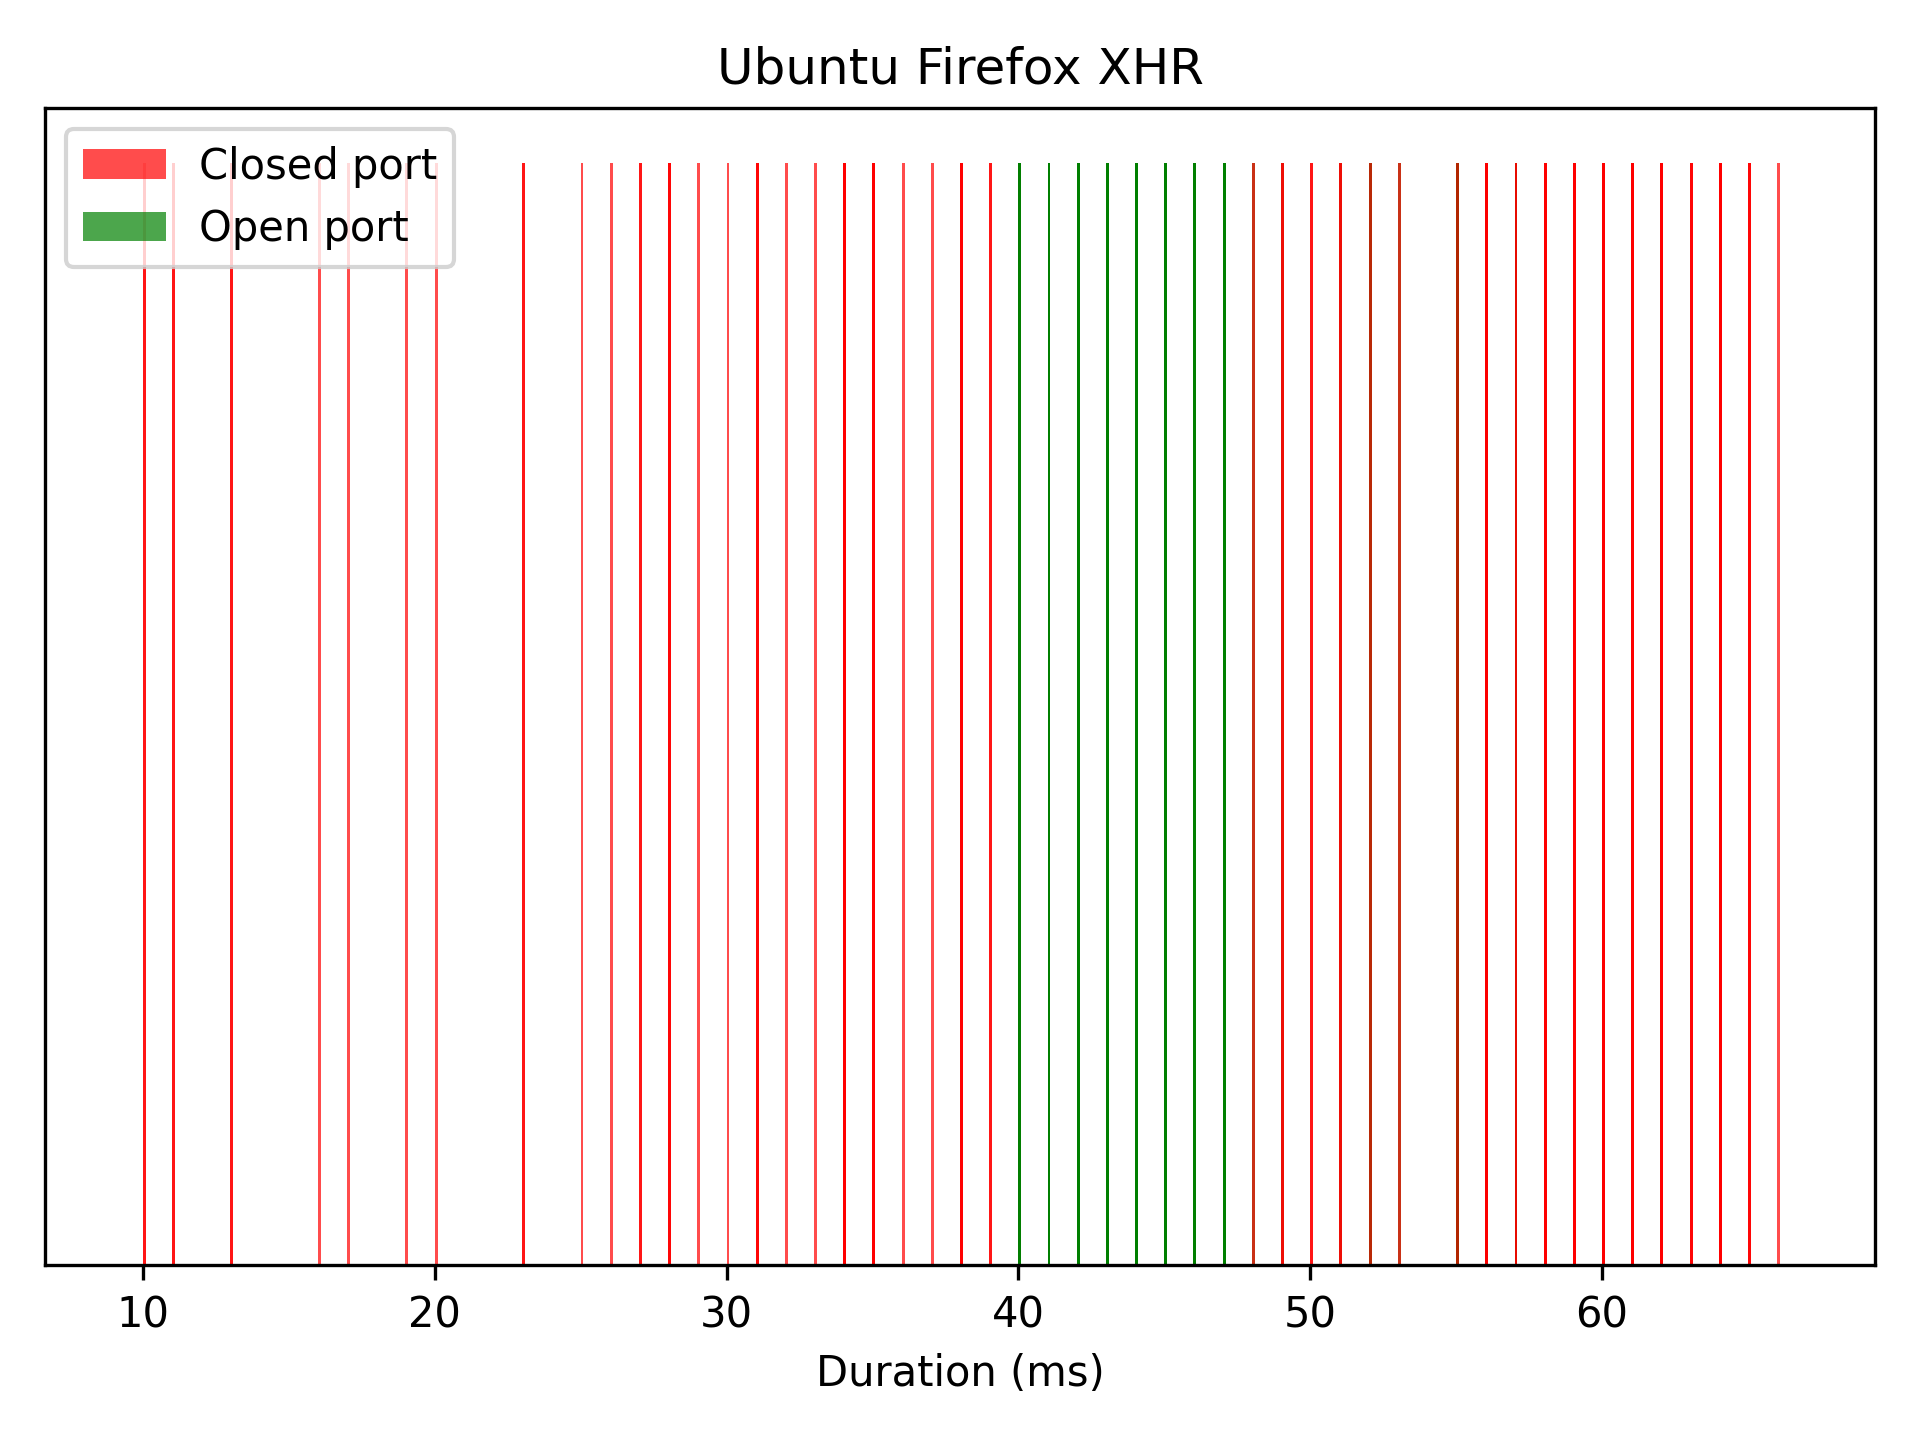 Ubuntu Firefox XHR
Closed port
Open port
10 20 30 40 50 60
Duration (ms)